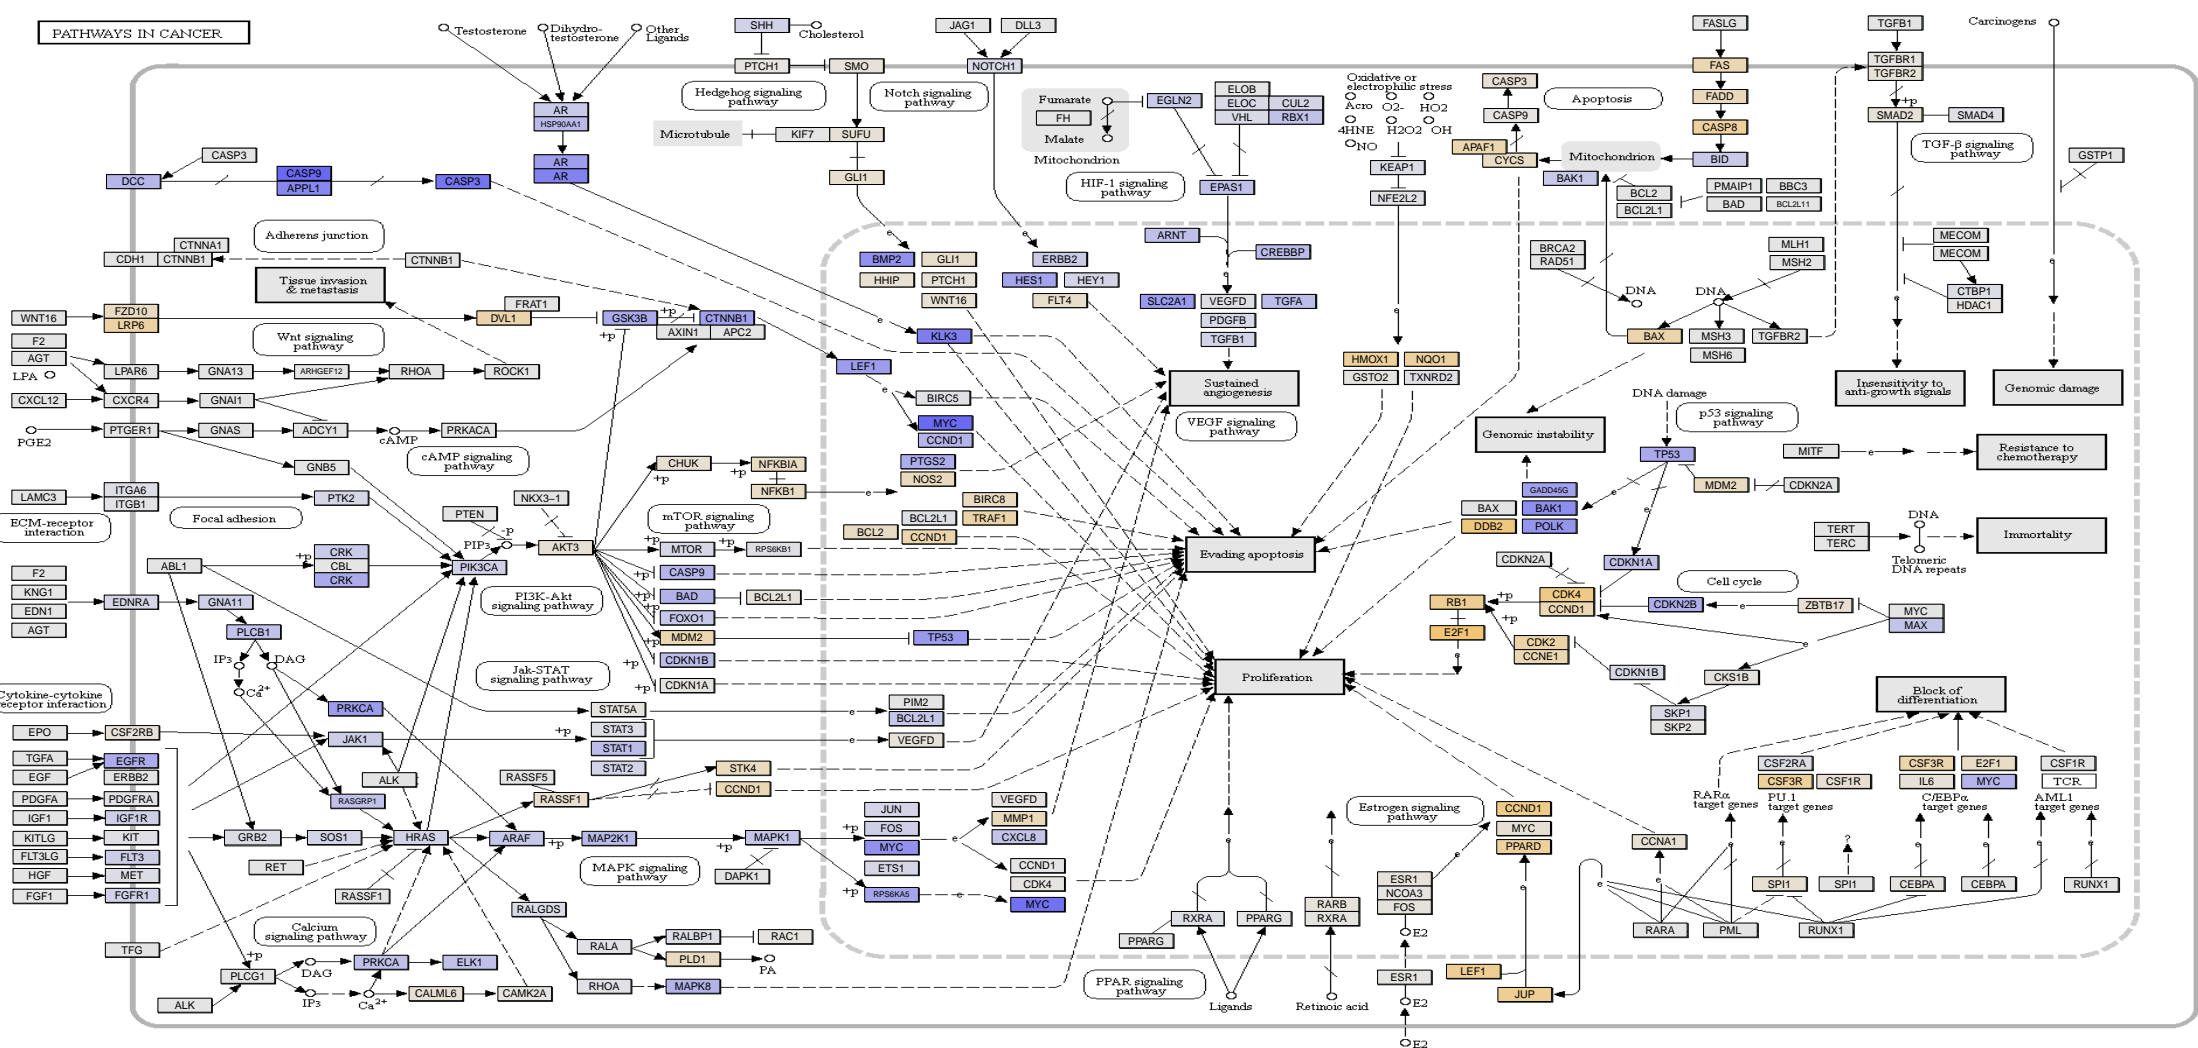 PATHWAYS IN CANCER
Testosterone
Dihydro-
testosterone
Other
Ligands
SHH
Cholesterol
JAG1
DLL3
FASLG
TGFB1
Carcinogens
PTCH1
SMO
NOTCH1
FAS
TGFBR1
TGFBR2
Hedgehog signaling
pathway
Notch signaling
pathway
Fumarate
FH
Malate
Mitochondrion
EGLN2
ELOB
ELOC
CUL2
VHL
RBX1
Oxidative or
electrophilic stress
Acro
O2-
HO2
4HNE
H2O2
OH
NO
CASP3
CASP9
Apoptosis
FADD
CASP8
+p
SMAD2
SMAD4
TGF-β signaling
pathway
AR
HSP90AA1
Microtubule
KIF7
SUFU
GLI1
AR
AR
CASP3
DCC
CASP9
APPL1
CASP3
HIF-1 signaling
pathway
EPAS1
KEAP1
NFE2L2
APAF1
CYCS
Mitochondrion
BID
BAK1
BCL2
BCL2L1
PMAIP1
BBC3
BAD
BCL2L11
GSTP1
Adherens junction
CTNNA1
CDH1
CTNNB1
CTNNB1
Tissue invasion
& metastasis
e
BMP2
GLI1
HHIP
PTCH1
WNT16
e
ERBB2
HES1
HEY1
FLT4
ARNT
CREBBP
e
SLC2A1
VEGFD
TGFA
PDGFB
TGFB1
e
BRCA2
RAD51
DNA
MLH1
MSH2
DNA
BAX
MSH3
TGFBR2
MSH6
MECOM
MECOM
CTBP1
HDAC1
e
e
WNT16
FZD10
LRP6
FRAT1
DVL1
GSK3B
+p
+p
CTNNB1
AXIN1
APC2
Wnt signaling
pathway
e
KLK3
F2
AGT
LPA
LPAR6
GNA13
ARHGEF12
RHOA
ROCK1
LEF1
HMOX1
NQO1
GSTO2
TXNRD2
Sustained
angiogenesis
Insensitivity to
anti-growth signals
Genomic damage
CXCL12
CXCR4
GNAI1
e
BIRC5
MYC
CCND1
VEGF signaling
pathway
DNA damage
p53 signaling
pathway
Genomic instability
PGE2
PTGER1
GNAS
ADCY1
cAMP
PRKACA
cAMP signaling
pathway
GNB5
CHUK
+p
NFKBIA
+p
NFKB1
e
PTGS2
NOS2
TP53
MITF
e
Resistance to
chemotherapy
LAMC3
ITGA6
ITGB1
PTK2
NKX3-1
PTEN
-p
PIP3
AKT3
mTOR signaling
pathway
BIRC8
BCL2L1
TRAF1
BCL2
CCND1
GADD45G
BAX
BAK1
DDB2
POLK
e
e
MDM2
CDKN2A
ECM-receptor
interaction
Focal adhesion
+p
MTOR
+p
RPS6KB1
Evading apoptosis
TERT
TERC
DNA
Telomeric
DNA repeats
Immortality
ABL1
+p
CRK
CBL
CRK
PIK3CA
+p
CASP9
CDKN2A
CDKN1A
Cell cycle
F2
KNG1
EDN1
AGT
EDNRA
GNA11
PLCB1
PI3K-Akt
signaling pathway
+p
BAD
BCL2L1
+p
FOXO1
+p
MDM2
TP53
+p
CDKN1B
+p
CDKN1A
RB1
+p
CDK4
CCND1
CDKN2B
e
ZBTB17
MYC
MAX
E2F1
+p
CDK2
CCNE1
e
e
CDKN1B
CKS1B
IP3
DAG
Ca2+
Jak-STAT
signaling pathway
Proliferation
SKP1
SKP2
Block of
differentiation
Cytokine-cytokine
receptor interaction
PRKCA
STAT5A
e
PIM2
BCL2L1
EPO
CSF2RB
JAK1
+p
STAT3
STAT1
STAT2
e
VEGFD
TGFA
EGF
EGFR
ERBB2
ALK
RASSF5
STK4
RASSF1
CCND1
CSF2RA
CSF3R
CSF1R
CSF3R
E2F1
IL6
MYC
CSF1R
TCR
PDGFA
PDGFRA
RASGRP1
RARα
target genes
PU.1
target genes
C/EBPα
target genes
AML1
target genes
IGF1
IGF1R
KITLG
KIT
FLT3LG
FLT3
HGF
MET
FGF1
FGFR1
GRB2
SOS1
HRAS
ARAF
+p
MAP2K1
+p
MAPK1
DAPK1
MAPK signaling
pathway
JUN
FOS
MYC
ETS1
+p
RPS6KA5
e
e
VEGFD
MMP1
CXCL8
CCND1
CDK4
MYC
Estrogen signaling
pathway
CCND1
MYC
PPARD
e
e
ESR1
NCOA3
FOS
E2
CCNA1
e
e
e
?
e
e
e
e
SPI1
SPI1
CEBPA
CEBPA
RUNX1
RET
RASSF1
RALGDS
RXRA
PPARG
PPARG
RARB
RXRA
RARA
PML
RUNX1
TFG
Calcium
signaling pathway
+p
PLCG1
DAG
IP3
PRKCA
ELK1
Ca2+
CALML6
CAMK2A
RALA
RALBP1
RAC1
PLD1
PA
RHOA
MAPK8
PPAR signaling
pathway
Ligands
Retinoic acid
ESR1
E2
E2
LEF1
JUP
ALK